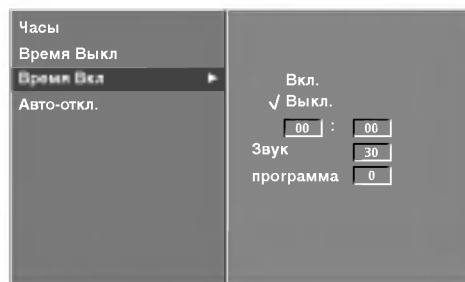 Часы
Время Выкл
Время Вкл
Авто-откл.
Вкл.
√ Выкл.
00 : 00
Звук 30
программа 0